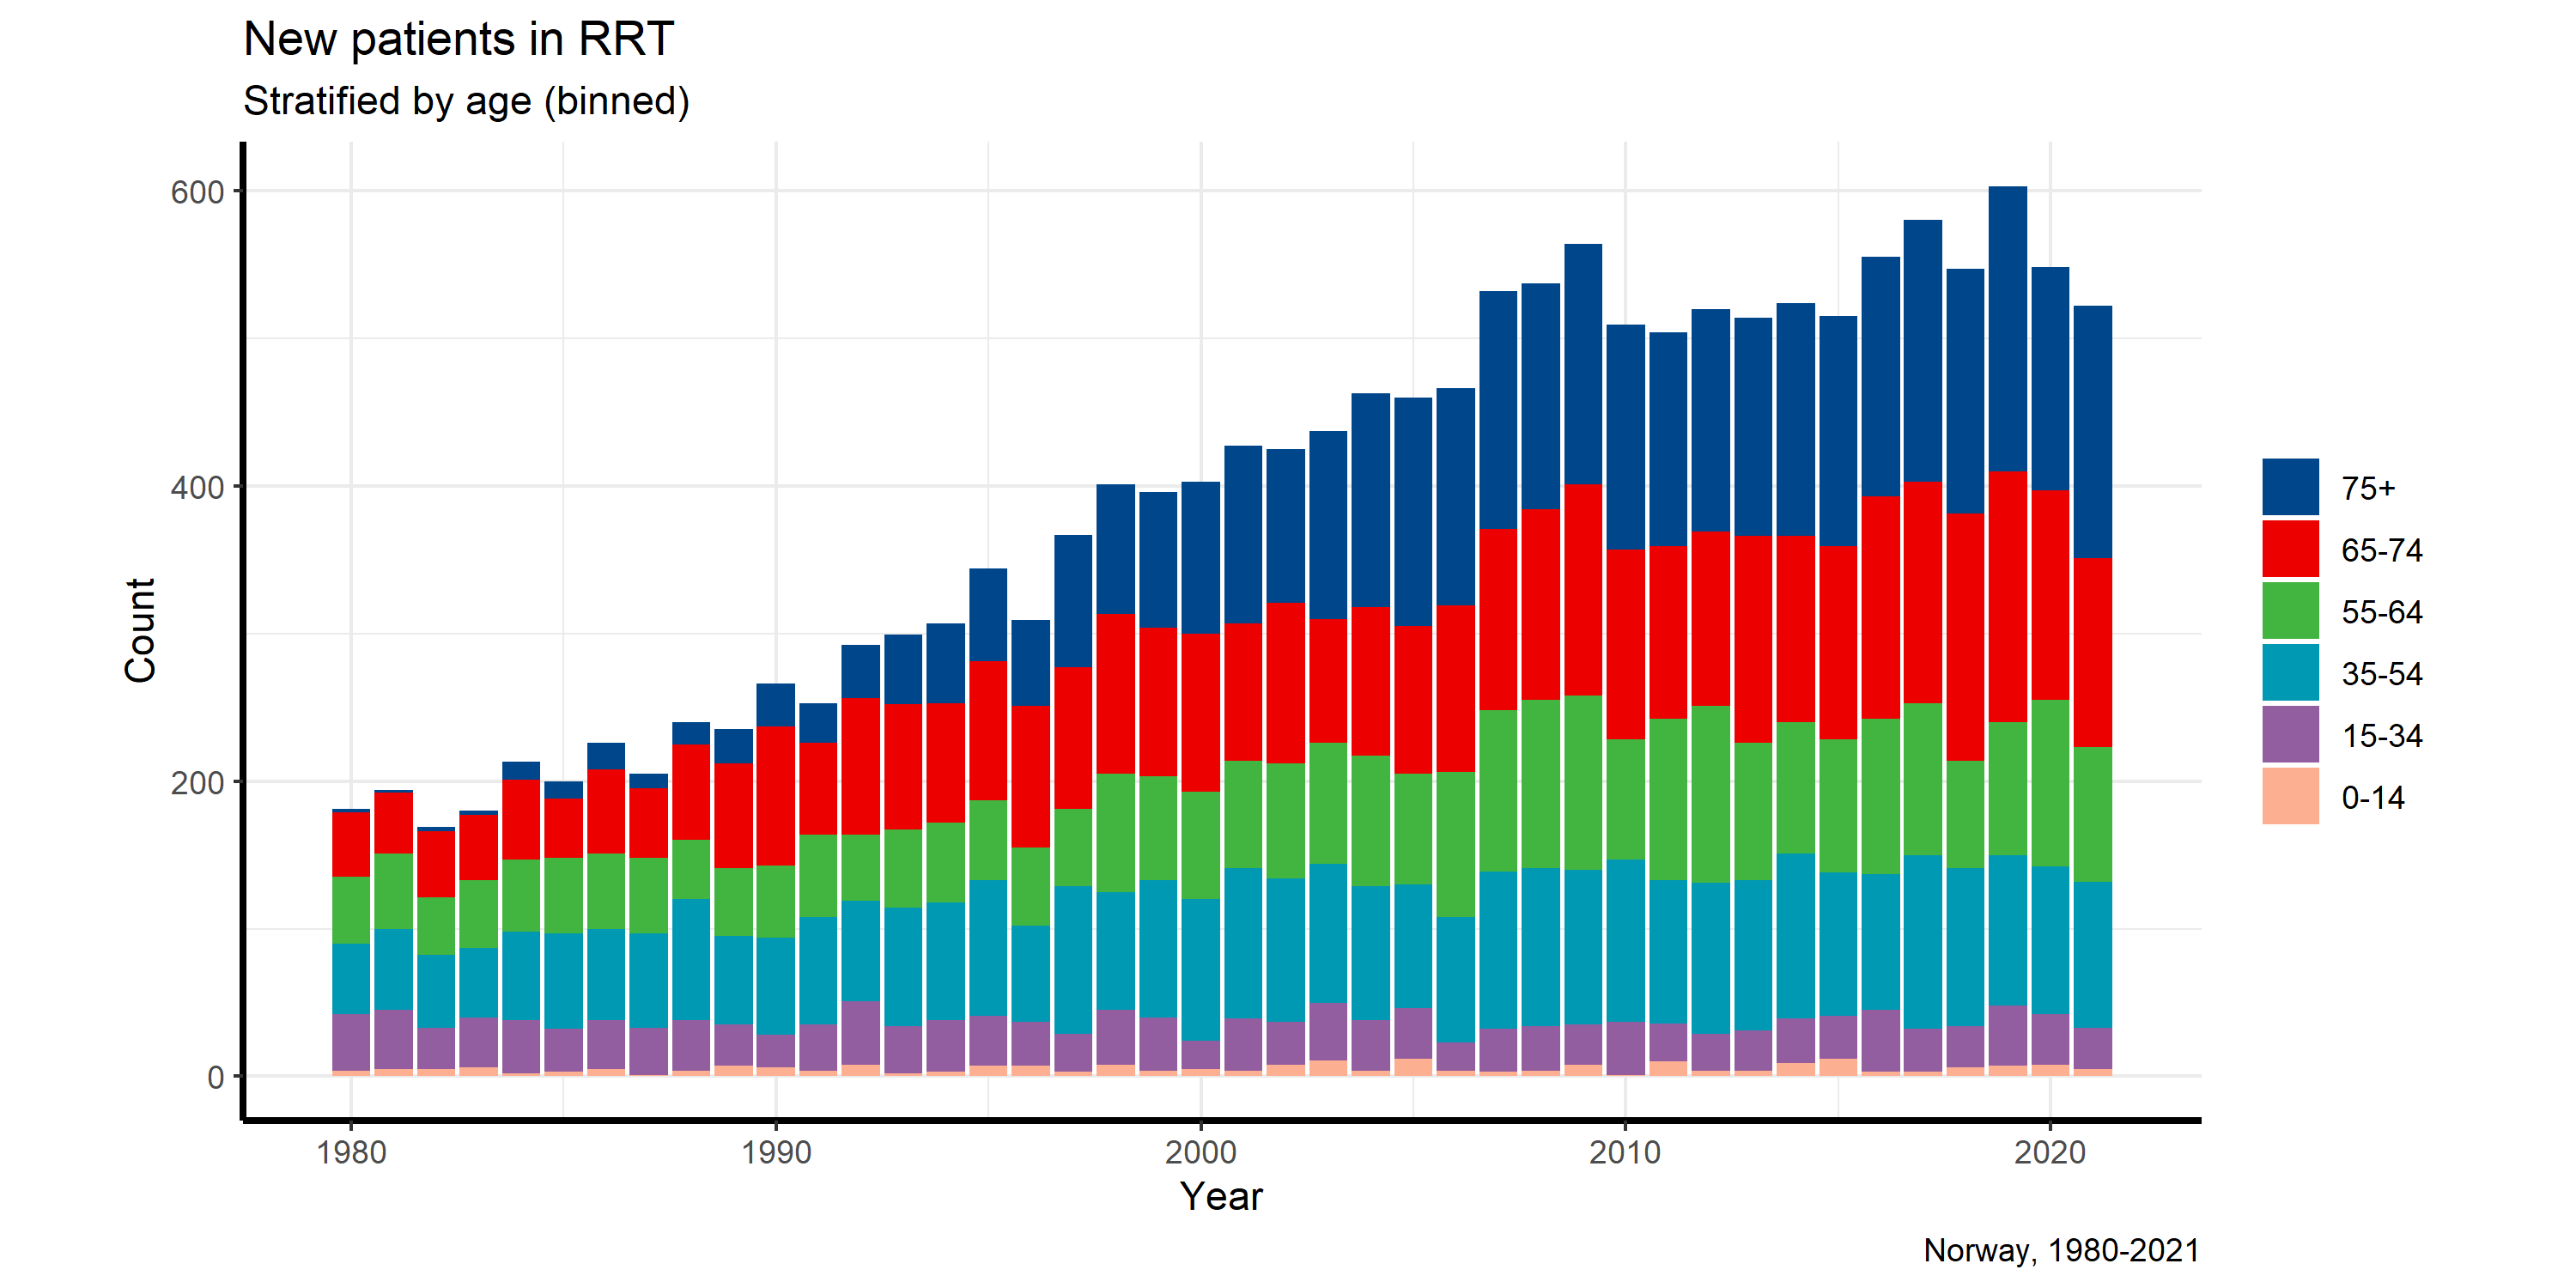 New patients in RRT
Stratified by age (binned)
Count
600
400
200
0
1980 1990 2000 2010 2020
Year
75+
65-74
55-64
35-54
15-34
0-14
Norway, 1980-2021